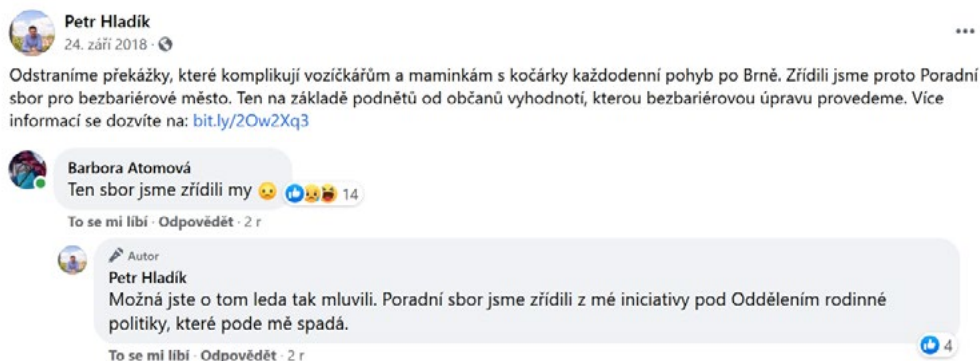 Petr Hladík
24. září 2018 ·
Odstraníme překážky, které komplikují vozíčkářům a maminkám s kočárky každodenní pohyb po Brně. Zřídili jsme proto Poradní
sbor pro bezbariérové město. Ten na základě podnětů od občanů vyhodnotí, kterou bezbariérovou úpravu provedeme. Více
informací se dozvíte na: bit.ly/2Ow2Xq3
Barbora Atomová
Ten sbor jsme zřídili my 😐 14
To se mi líbí · Odpovědět · 2 r
Autor
Petr Hladík
Možná jste o tom leda tak mluvili. Poradní sbor jsme zřídili z mé iniciativy pod Oddělením rodinné
politiky, které pode mě spadá.
4
To se mi líbí · Odpovědět · 2 r